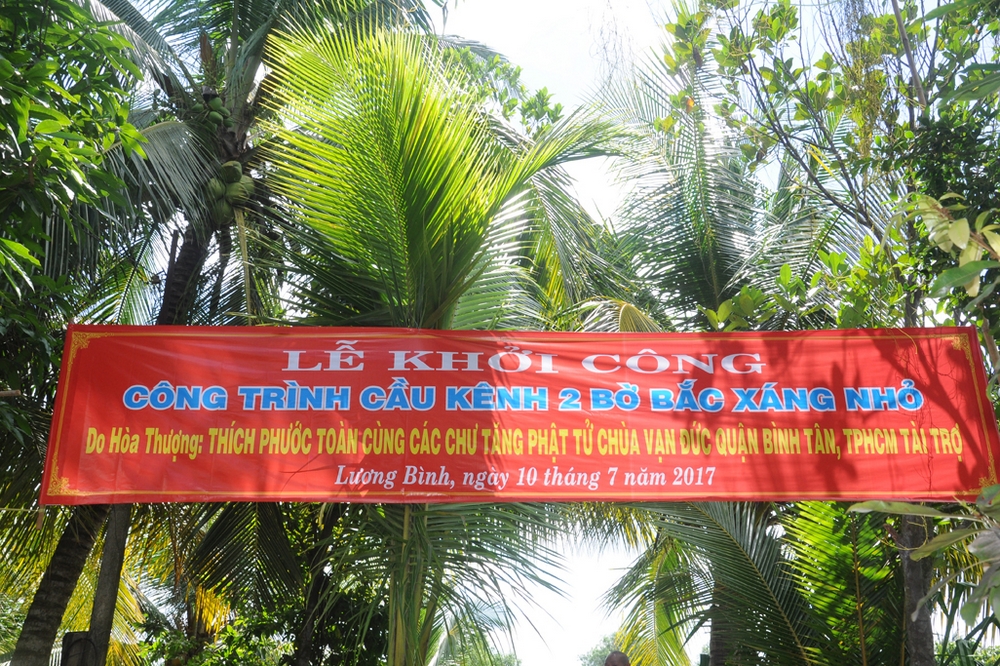 LỄ KHỞI CÔNG
CÔNG TRÌNH CẦU KÊNH 2 BỜ BẮC XÁNG NHỎ
Do Hòa Thượng: THÍCH PHƯỚC TOÀN CÙNG CÁC CHƯ TĂNG PHẬT TỬ CHÙA VẠN ĐỨC QUẬN BÌNH TÂN, TPHCM TÀI TRỢ
Lương Bình, ngày 10 tháng 7 năm 2017